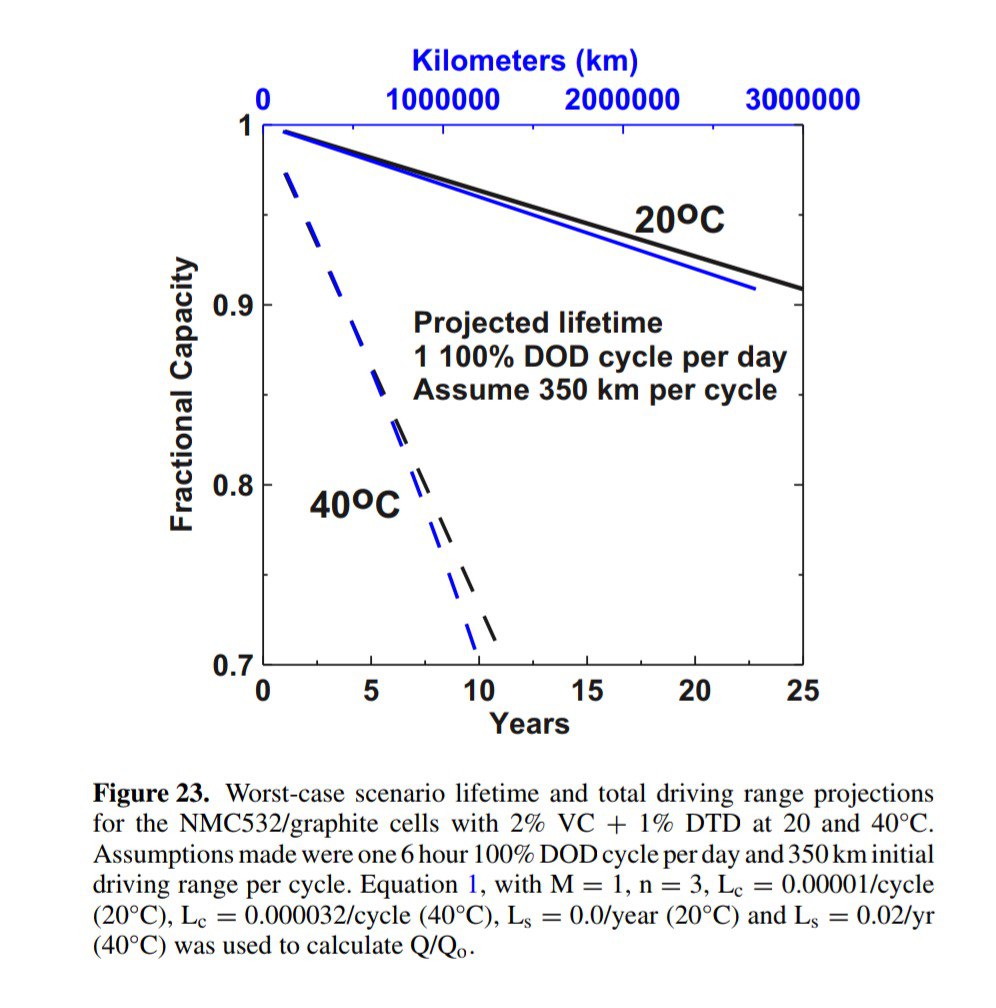 Kilometers (km)
0 1000000 2000000 3000000
1
20ºC
0.9
Projected lifetime
1 100% DOD cycle per day
Assume 350 km per cycle
Fractional Capacity
0.8
40ºC
0.7
0 5 10 15 20 25
Years
Figure 23. Worst-case scenario lifetime and total driving range projections
for the NMC532/graphite cells with 2% VC + 1% DTD at 20 and 40°C.
Assumptions made were one 6 hour 100% DOD cycle per day and 350 km initial
driving range per cycle. Equation 1, with M = 1, n = 3, Lc = 0.00001/cycle
(20°C), Lc = 0.000032/cycle (40°C), Ls = 0.0/year (20°C) and Ls = 0.02/yr
(40°C) was used to calculate Q/Qo.